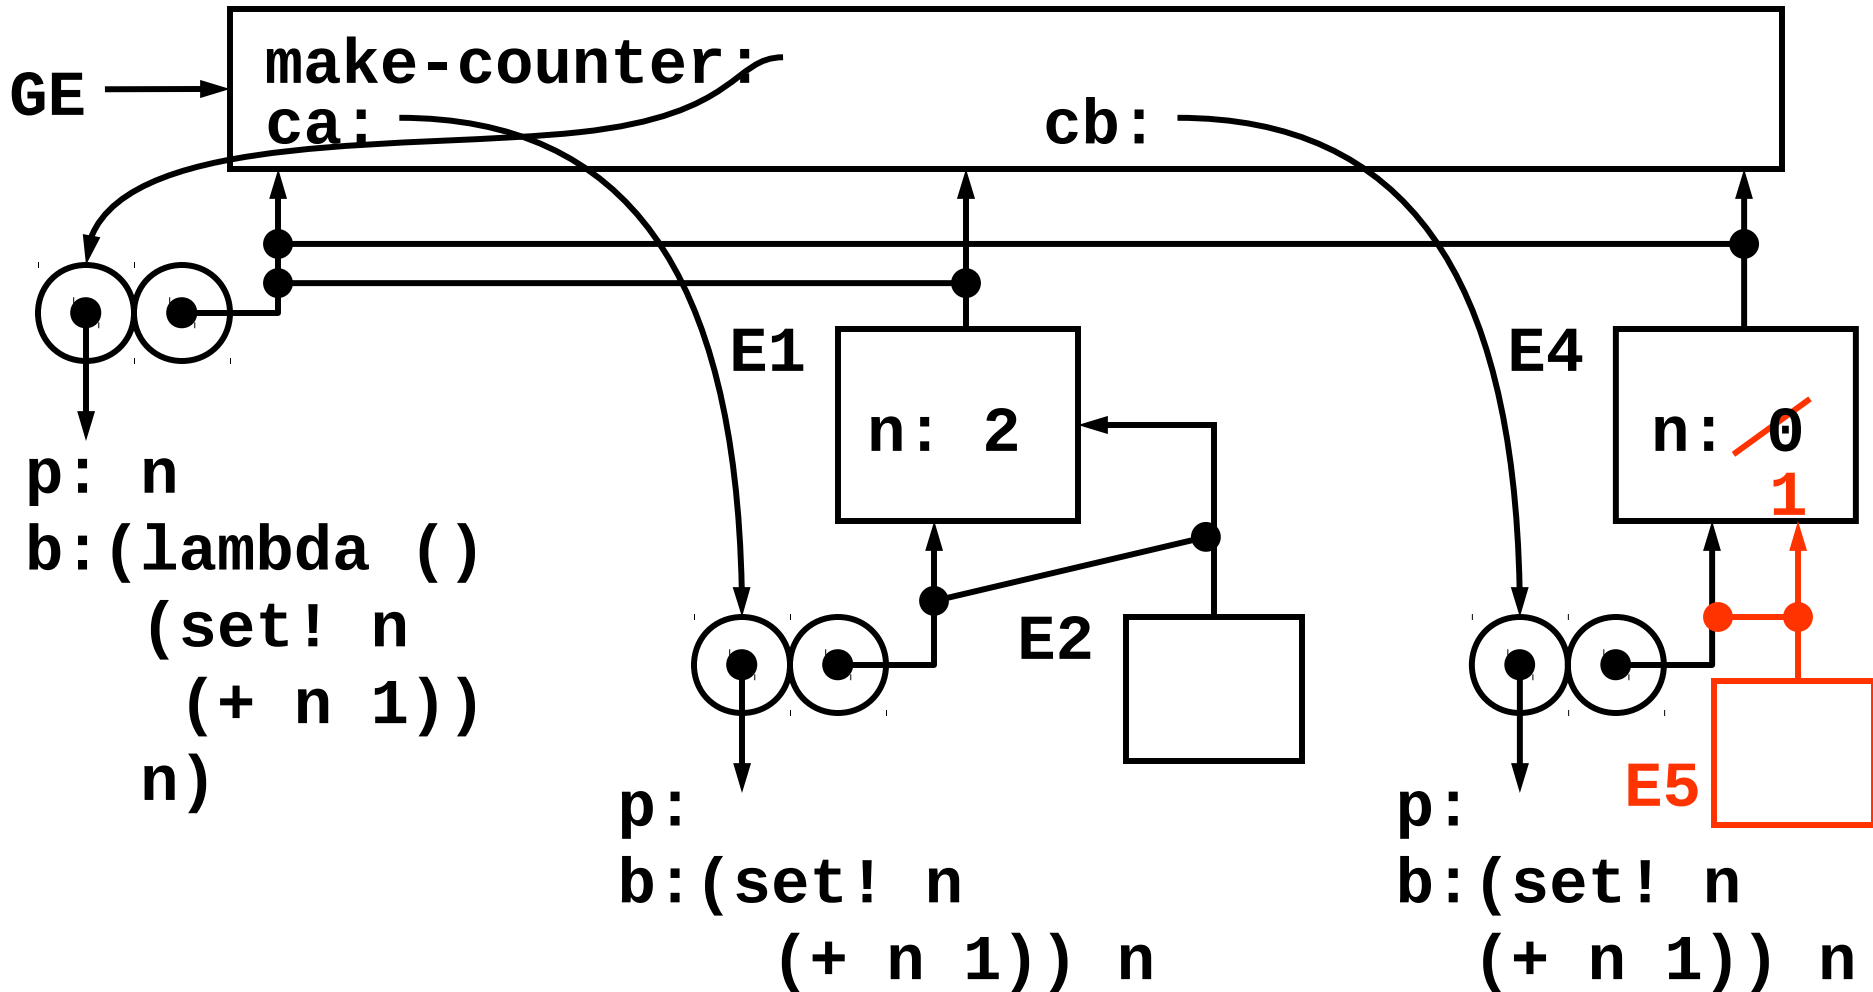 make-counter:
GE
ca: cb:
E1
E4
n: 2
n: 0
1
p: n
b:(lambda ()
(set! n
(+ n 1))
n)
E2
E5
p:
b:(set! n
(+ n 1)) n
p:
b:(set! n
(+ n 1)) n